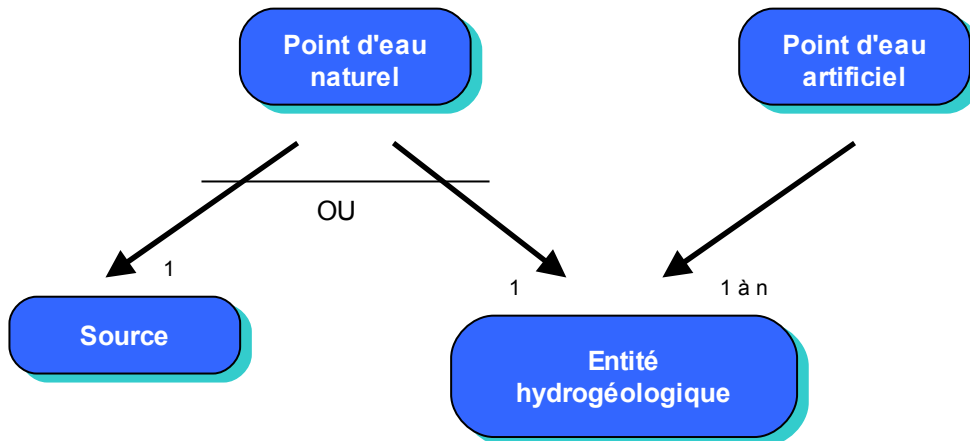 Point d'eau
naturel
Point d'eau
artificiel
OU
1
1
1 à n
Source
Entité
hydrogéologique